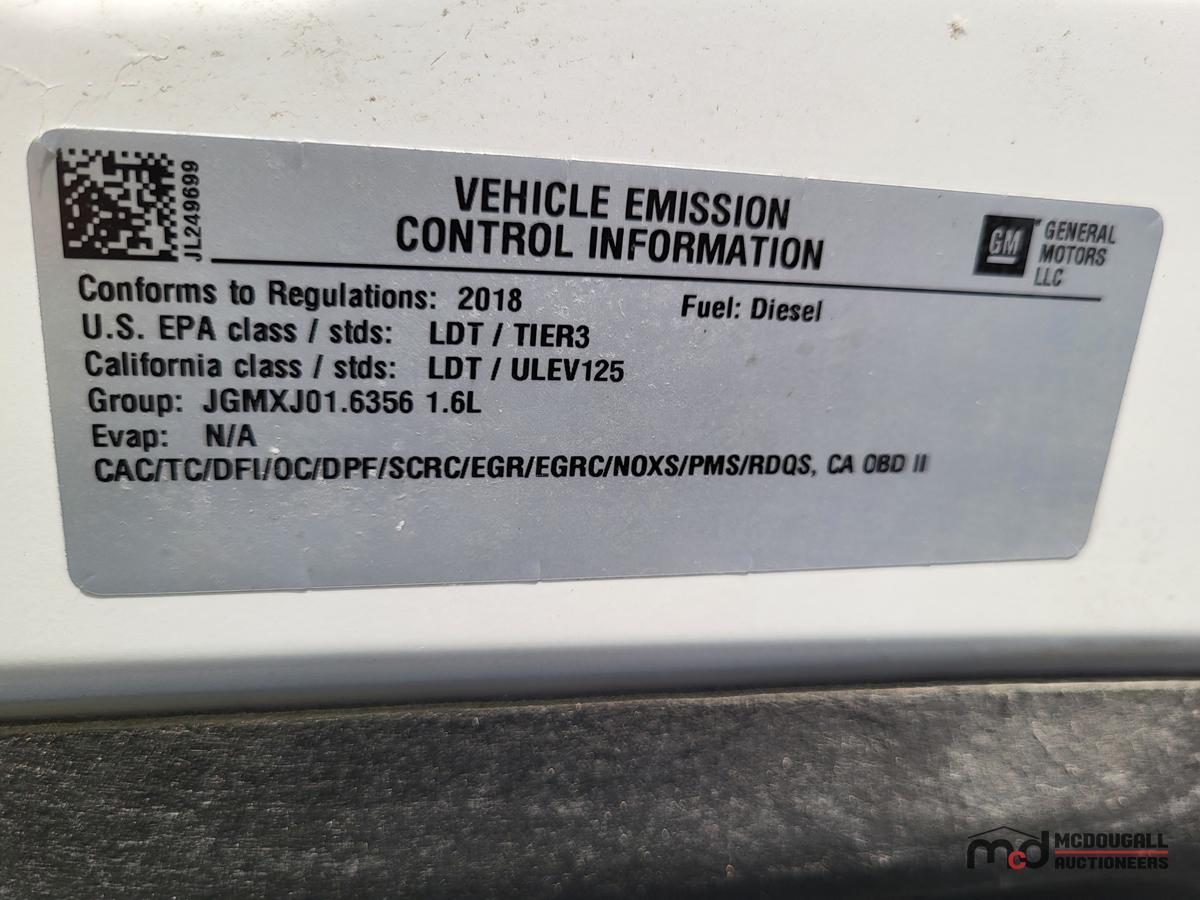 JL249699
VEHICLE EMISSION
CONTROL INFORMATION
GM
GENERAL
MOTORS
LLC
Conforms to Regulations: 2018 Fuel: Diesel
U.S. EPA class / stds: LDT / TIER3
California class / stds: LDT / ULEV125
Group: JGMXJ01.6356 1.6L
Evap: N/A
CAC/TC/DFI/OC/DPF/SCRC/EGR/EGRC/NOXS/PMS/RDQS, CA OBD II
mcd
MCDOUGALL
AUCTIONEERS